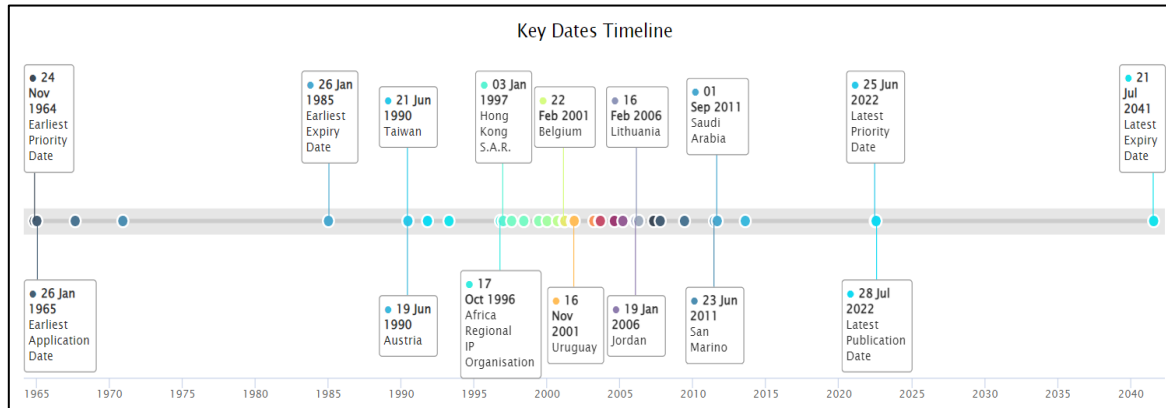 Key Dates Timeline
24
Nov
1964
Earliest
Priority
Date
26 Jan
1985
Earliest
Expiry
Date
21 Jun
1990
Taiwan
03 Jan
1997
Hong
Kong
S.A.R.
22
Feb 2001
Belgium
16
Feb 2006
Lithuania
01
Sep 2011
Saudi
Arabia
25 Jun
2022
Latest
Priority
Date
21
Jul
2041
Latest
Expiry
Date
26 Jan
1965
Earliest
Application
Date
19 Jun
1990
Austria
17
Oct 1996
Africa
Regional
IP
Organisation
16
Nov
2001
Uruguay
19 Jan
2006
Jordan
23 Jun
2011
San
Marino
28 Jul
2022
Latest
Publication
Date
1965 1970 1975 1980 1985 1990 1995 2000 2005 2010 2015 2020 2025 2030 2035 2040